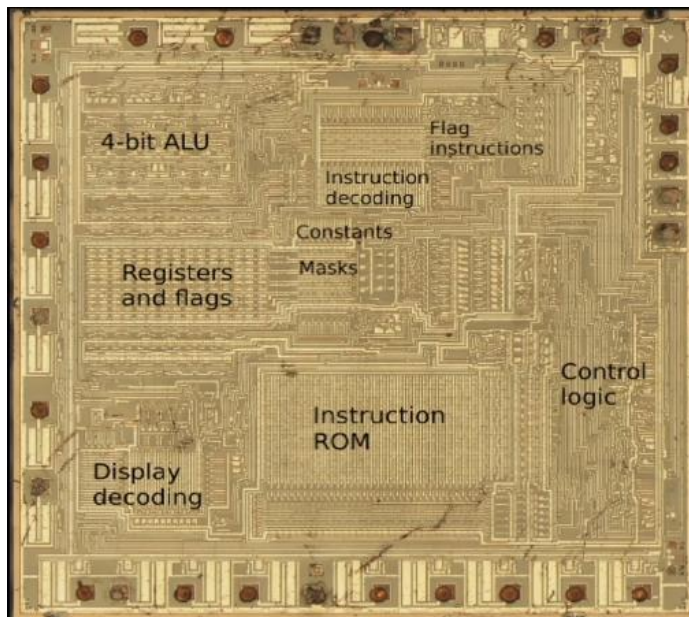 4-bit ALU
Flag
instructions
Instruction
decoding
Constants
Registers
and flags
Masks
Instruction
ROM
Control
logic
Display
decoding